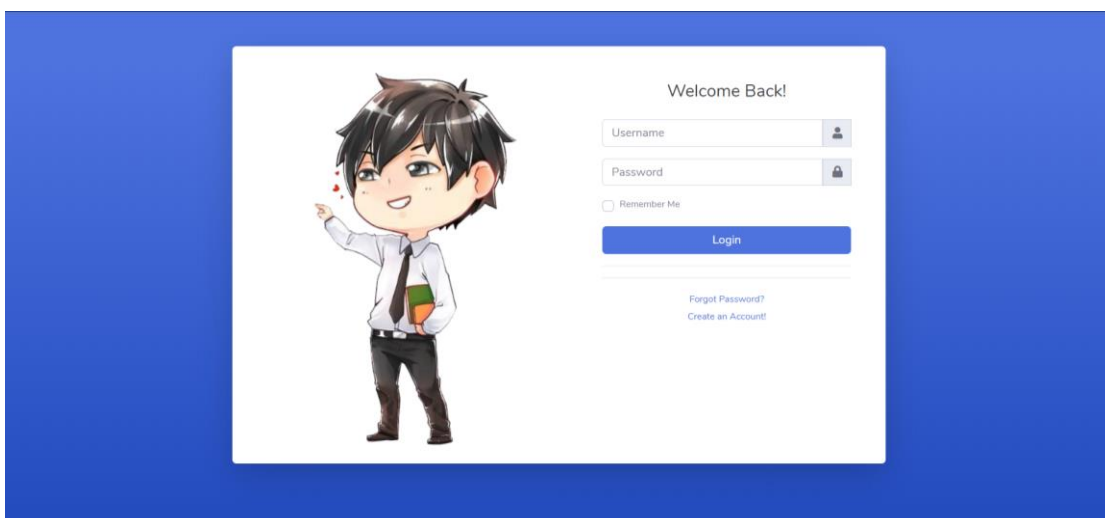 Welcome Back!
Username
Password
Remember Me
Login
Forgot Password?
Create an Account!